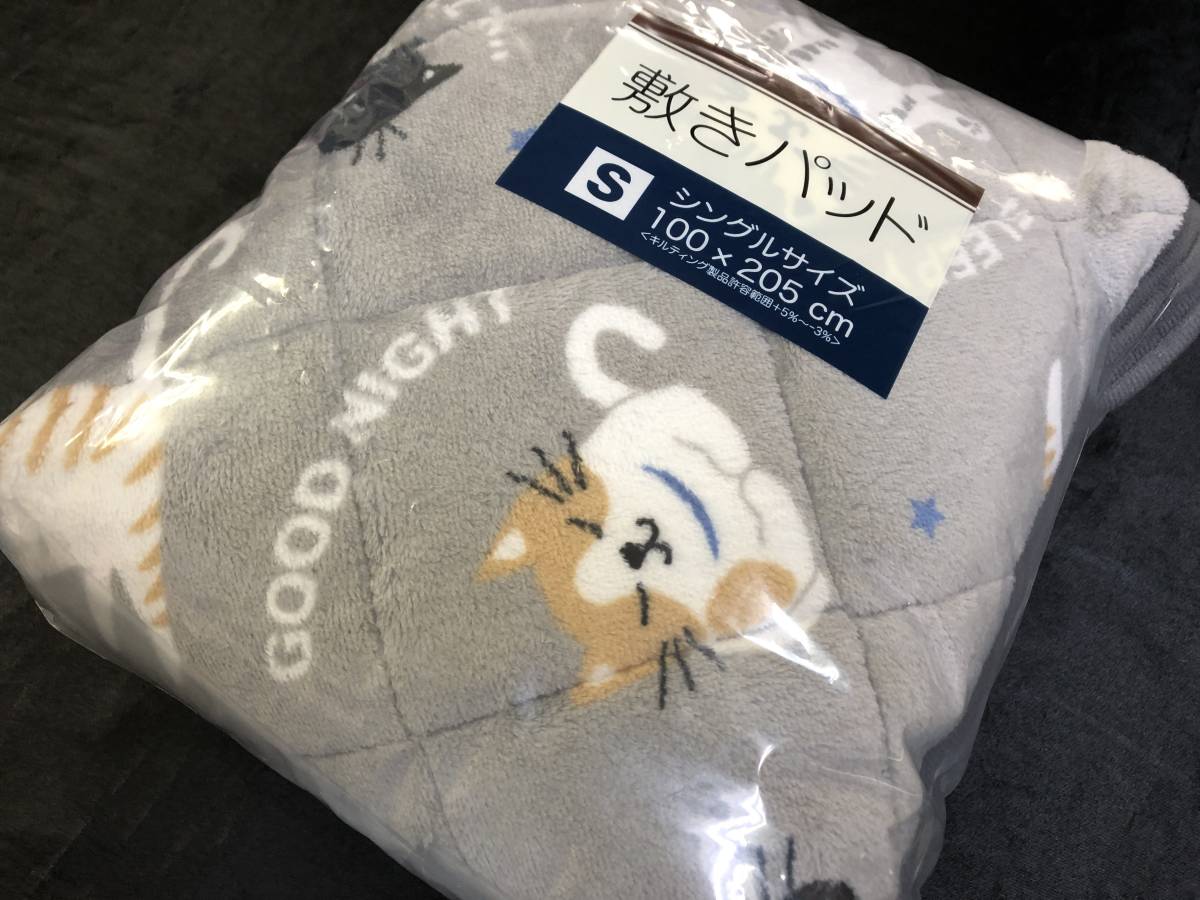 敷きパッド
S
シングルサイズ
100×205 cm
<キルティング製品許容範囲+5%~-3%>
GOOD NIGHT